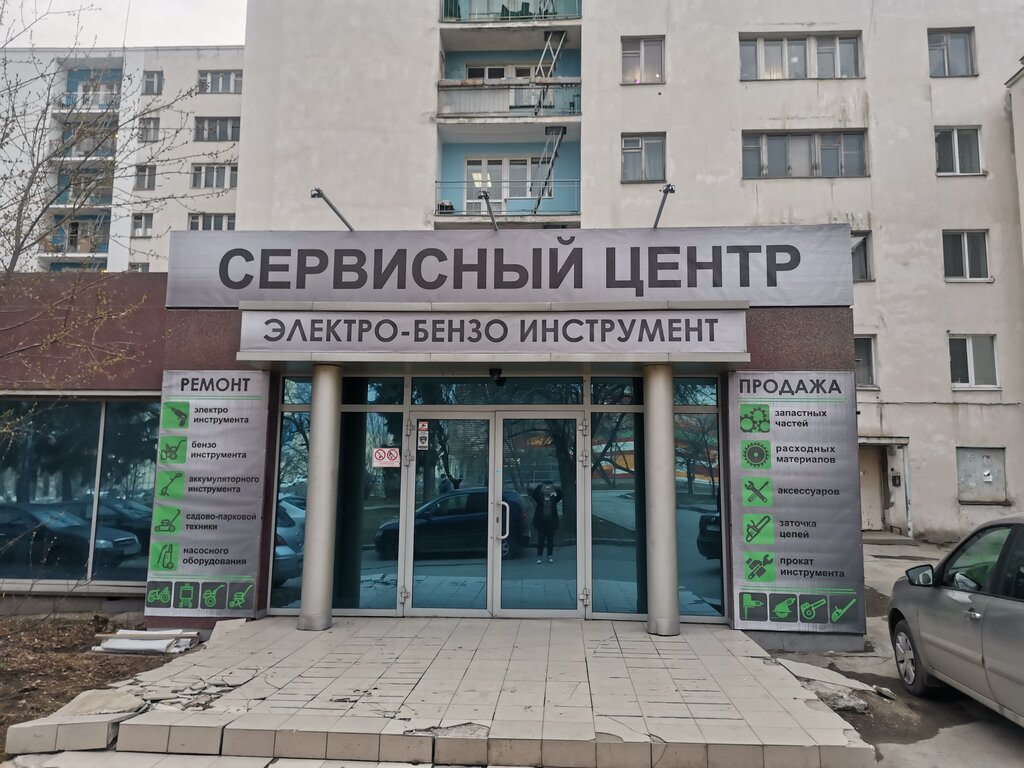 СЕРВИСНЫЙ ЦЕНТР
ЭЛЕКТРО-БЕНЗО ИНСТРУМЕНТ
РЕМОНТ
электро
инструмента
бензо
инструмента
аккумуляторного
инструмента
садово-парковой
техники
насосного
оборудования
ПРОДАЖА
запастных
частей
расходных
материалов
аксессуаров
заточка
цепей
прокат
инструмента